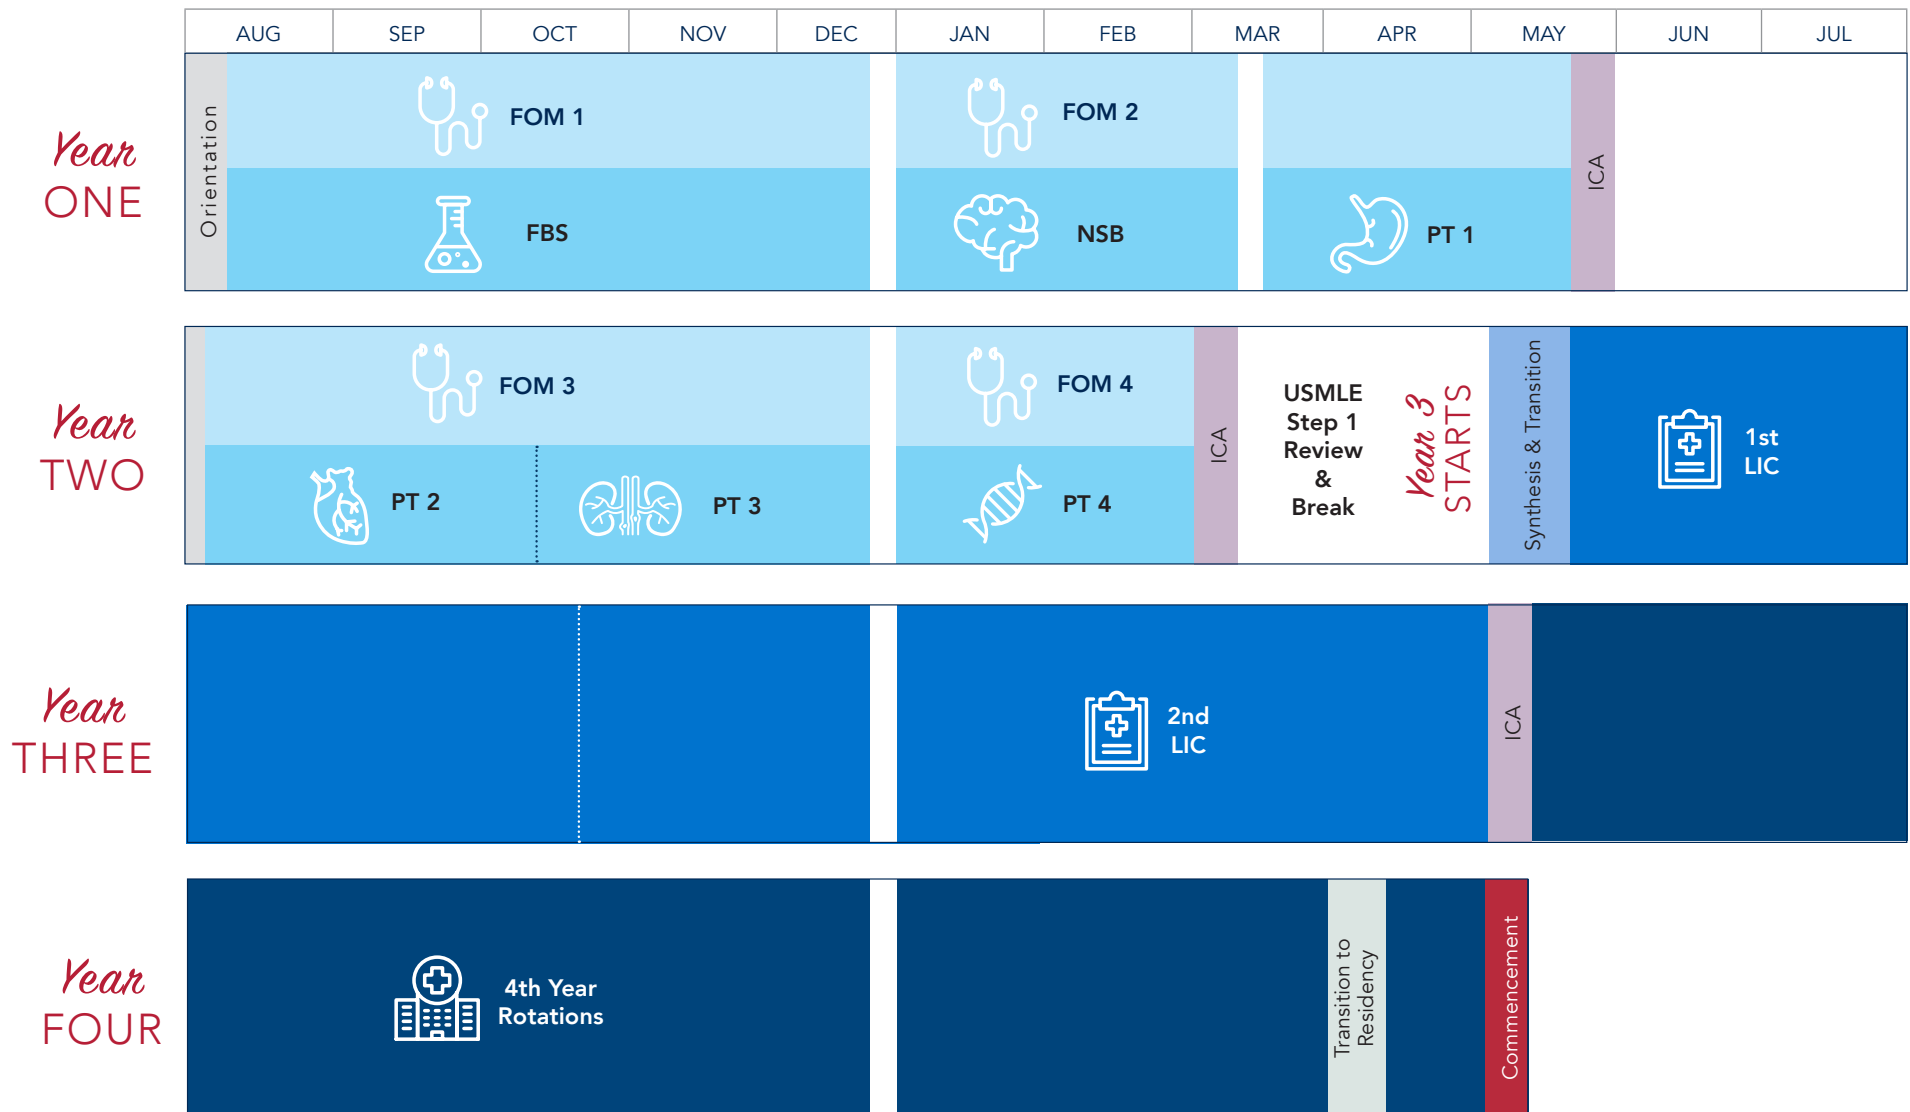 AUG
SEP
OCT
NOV
DEC
JAN
FEB
MAR
APR
MAY
JUN
JUL
Year
ONE
Orientation
FOM 1
FBS
FOM 2
NSB
PT 1
ICA
Year
TWO
FOM 3
PT 2
PT 3
FOM 4
PT 4
ICA
USMLE
Step 1
Review
&
Break
Year 3
STARTS
Synthesis & Transition
1st
LIC
Year
THREE
2nd
LIC
ICA
Year
FOUR
4th Year
Rotations
Transition to
Residency
Commencement